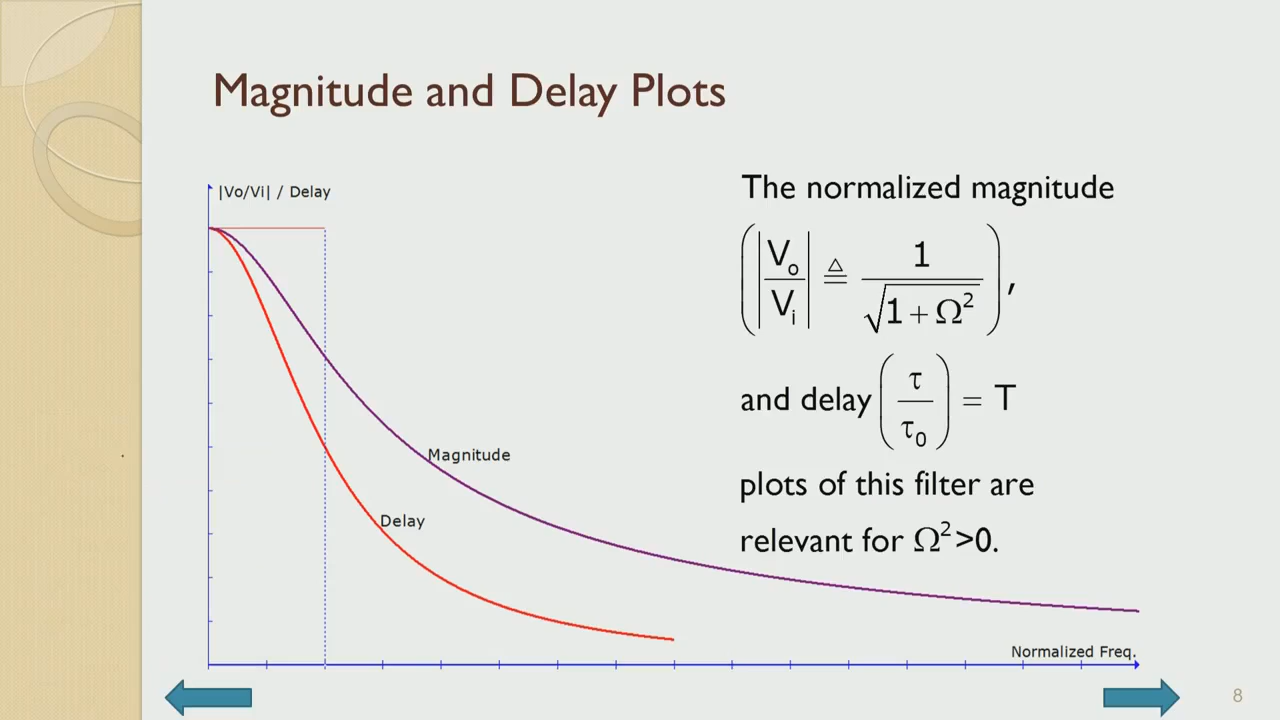 Magnitude and Delay Plots
|Vo/Vi| / Delay
Magnitude
Delay
Normalized Freq.
The normalized magnitude
(|Vₒ/Vᵢ| ≜ 1/√(1 + Ω²)),
and delay (τ/τ₀) = T
plots of this filter are
relevant for Ω²>0.
8